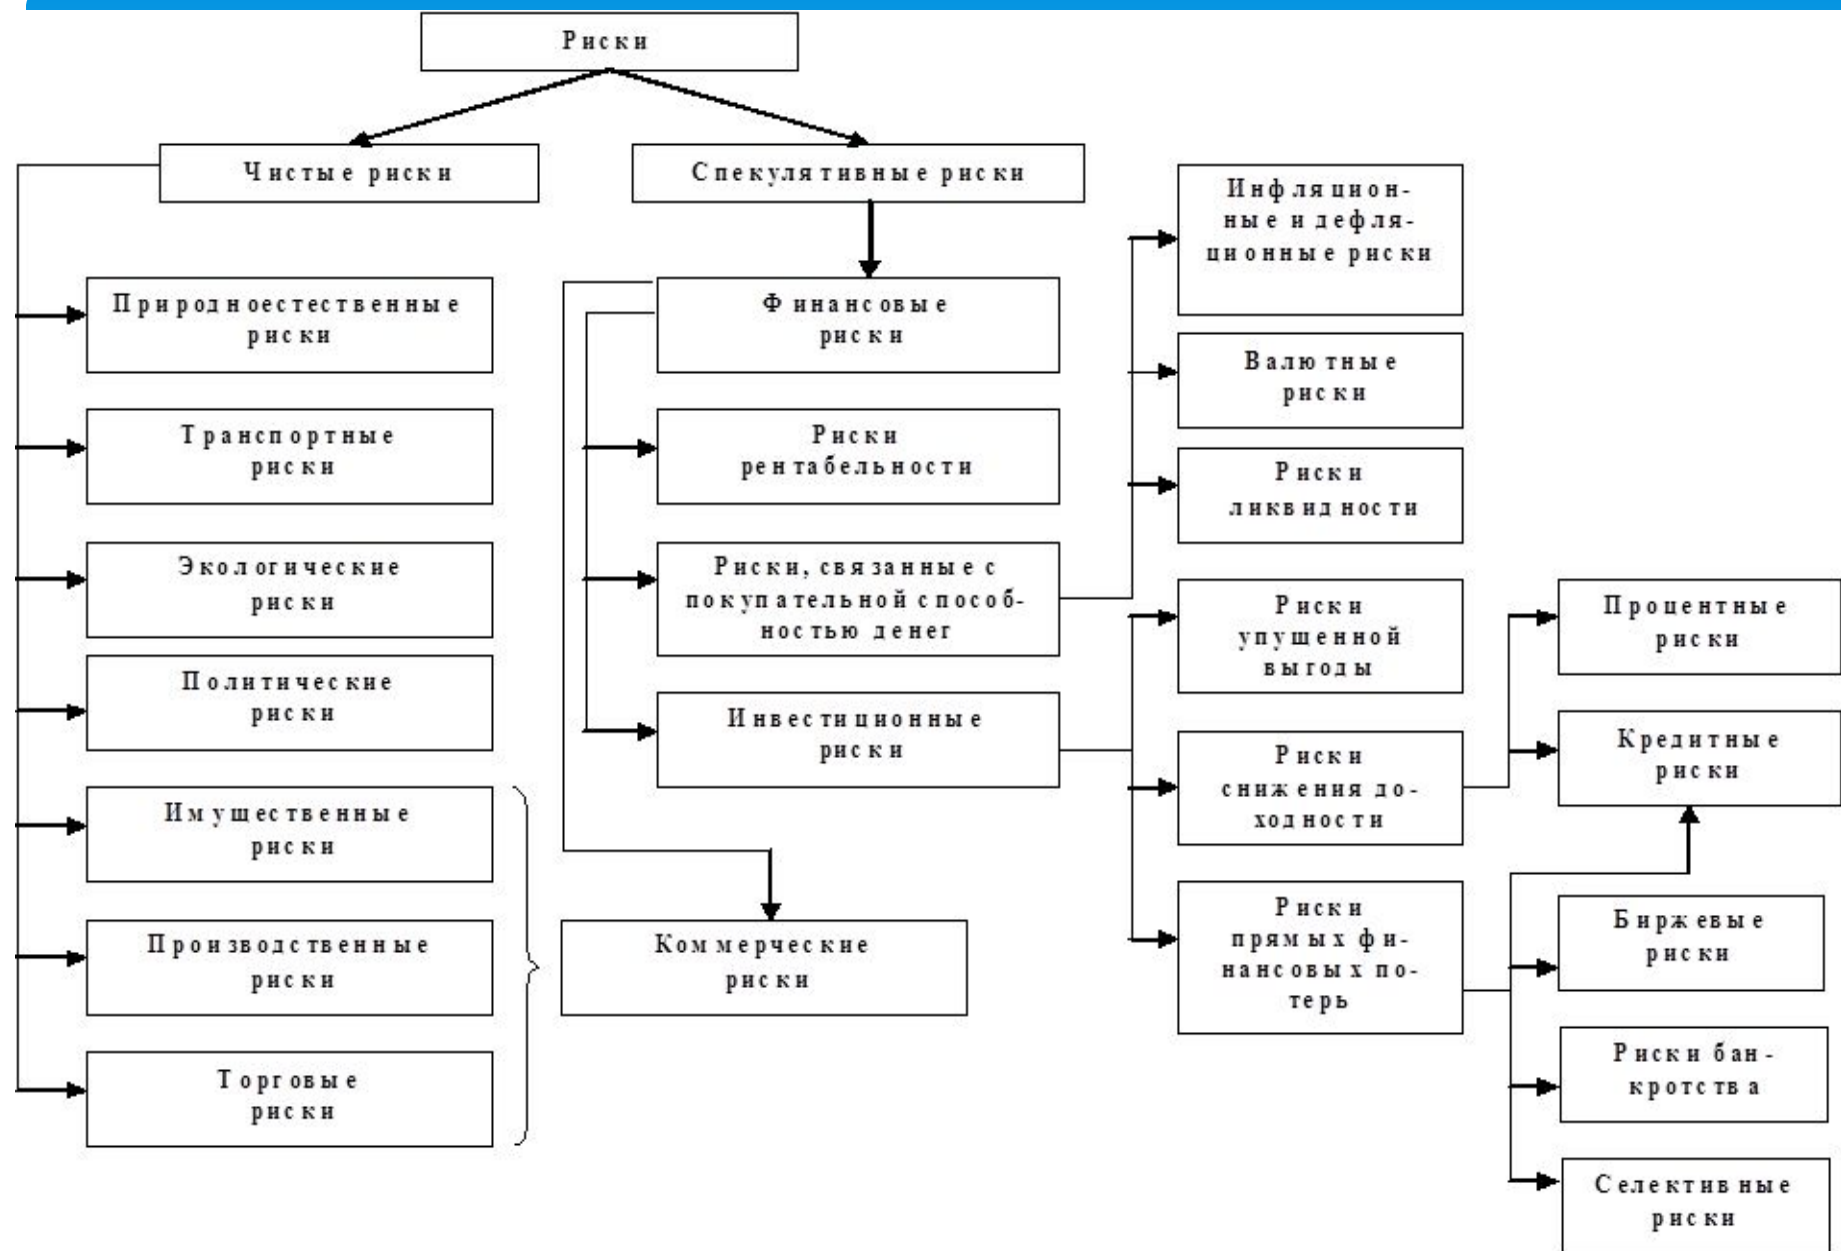 Риски
Чистые риски
Спекулятивные риски
Природноестественные
риски
Транспортные
риски
Экологические
риски
Политические
риски
Имущественные
риски
Производственные
риски
Торговые
риски
Финансовые
риски
Риски
рентабельности
Риски, связанные с
покупательной способ-
ностью денег
Инвестиционные
риски
Коммерческие
риски
Инфляцион-
ные и дефля-
ционные риски
Валютные
риски
Риски
ликвидности
Риски
упушенной
выгоды
Риски
снижения до-
ходности
Риски
прямых фи-
нансовых по-
терь
Процентные
риски
Кредитные
риски
Биржевые
риски
Риски бан-
кротства
Селективные
риски